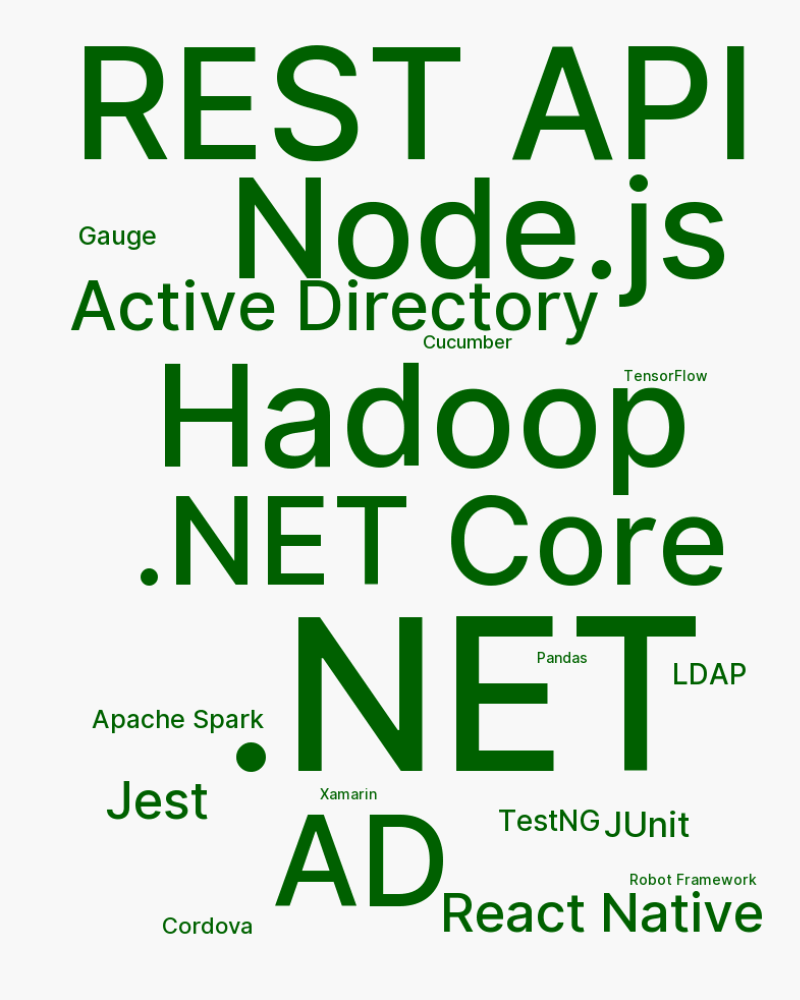 REST API
Node.js
Gauge
Active Directory
Cucumber
TensorFlow
Hadoop
.NET Core
.NET
Pandas
LDAP
Apache Spark
Jest
Xamarin
TestNG
JUnit
AD
Robot Framework
React Native
Cordova